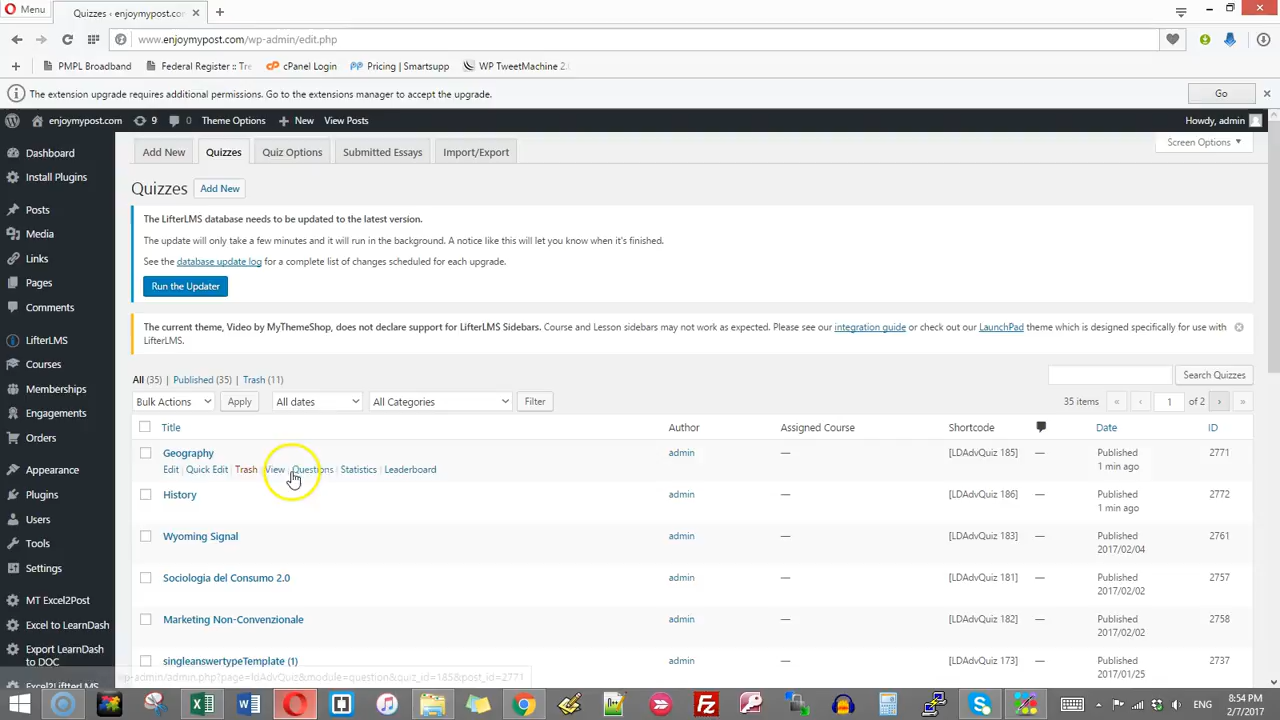 Menu
Quizzes ‹ enjoymypost.com
www.enjoymypost.com/wp-admin/edit.php
PMPL Broadband
Federal Register :: Tre
cPanel Login
Pricing | Smartsupp
WP TweetMachine 2.
The extension upgrade requires additional permissions. Go to the extensions manager to accept the upgrade.
Go
enjoymypost.com
9
0
Theme Options
New
View Posts
Howdy, admin
Dashboard
Install Plugins
Posts
Media
Links
Pages
Comments
LifterLMS
Courses
Memberships
Engagements
Orders
Appearance
Plugins
Users
Tools
Settings
MT Excel2Post
Excel to LearnDash
Export LearnDash
to DOC
Excel2LifterLMS
Add New
Quizzes
Quiz Options
Submitted Essays
Import/Export
Screen Options
Quizzes
Add New
The LifterLMS database needs to be updated to the latest version.
The update will only take a few minutes and it will run in the background. A notice like this will let you know when it's finished.
See the database update log for a complete list of changes scheduled for each upgrade.
Run the Updater
The current theme, Video by MyThemeShop, does not declare support for LifterLMS Sidebars. Course and Lesson sidebars may not work as expected. Please see our integration guide or check out our LaunchPad theme which is designed specifically for use with
LifterLMS.
All (35) | Published (35) | Trash (11)
Search Quizzes
Bulk Actions
Apply
All dates
All Categories
Filter
35 items « ‹ 1 of 2 › »
Title Author Assigned Course Shortcode Date ID
Geography admin — [LDAdvQuiz 185] — Published 2771
Edit | Quick Edit | Trash | View | Questions | Statistics | Leaderboard 1 min ago
History admin — [LDAdvQuiz 186] — Published 2772
1 min ago
Wyoming Signal admin — [LDAdvQuiz 183] — Published 2761
2017/02/04
Sociologia del Consumo 2.0 admin — [LDAdvQuiz 181] — Published 2757
2017/02/02
Marketing Non-Convenzionale admin — [LDAdvQuiz 182] — Published 2758
2017/02/02
singleanswertypeTemplate (1) admin — [LDAdvQuiz 173] — Published 2737
2017/01/25
wp-admin/admin.php?page=ldAdvQuiz&module=question&quiz_id=185&post_id=2771
ENG
8:54 PM
2/7/2017